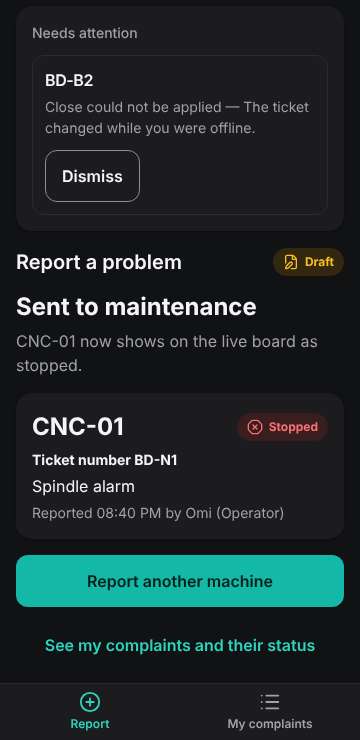 Needs attention
BD-B2
Close could not be applied — The ticket
changed while you were offline.
Dismiss
Report a problem
Draft
Sent to maintenance
CNC-01 now shows on the live board as
stopped.
CNC-01
Stopped
Ticket number BD-N1
Spindle alarm
Reported 08:40 PM by Omi (Operator)
Report another machine
See my complaints and their status
Report
My complaints